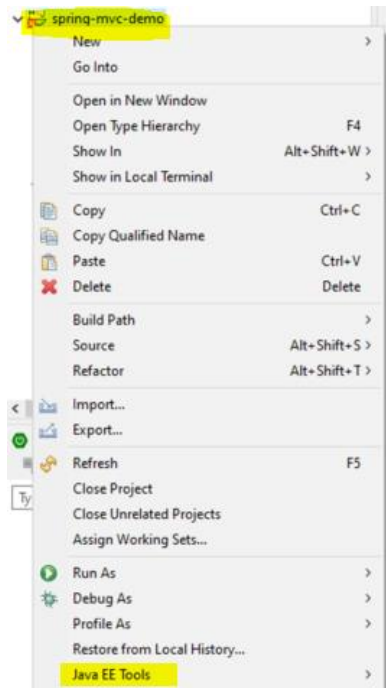 spring-mvc-demo
New >
Go Into
Open in New Window
Open Type Hierarchy F4
Show In Alt+Shift+W >
Show in Local Terminal >
Copy Ctrl+C
Copy Qualified Name
Paste Ctrl+V
Delete Delete
Build Path >
Source Alt+Shift+S >
Refactor Alt+Shift+T >
Import...
Export...
Refresh F5
Close Project
Close Unrelated Projects
Assign Working Sets...
Ty
Run As >
Debug As >
Profile As >
Restore from Local History...
Java EE Tools >